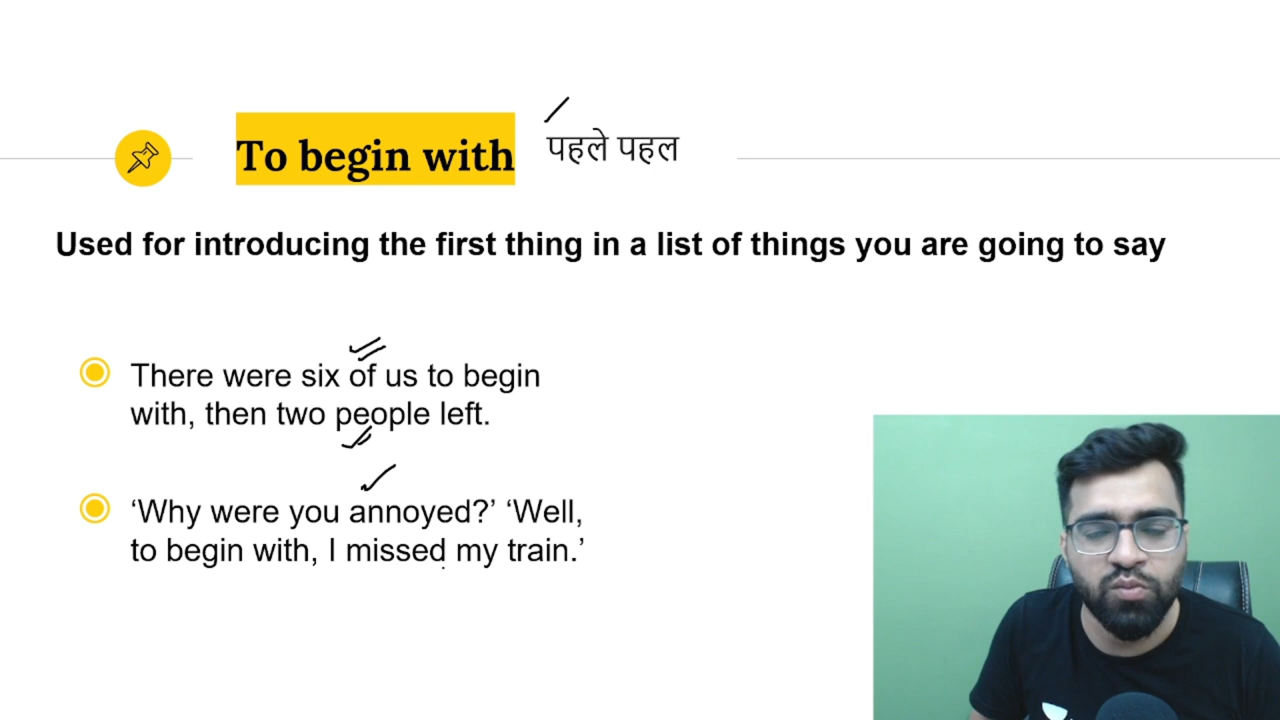 To begin with
पहले पहल
Used for introducing the first thing in a list of things you are going to say
There were six of us to begin
with, then two people left.
‘Why were you annoyed?’ ‘Well,
to begin with, I missed my train.’